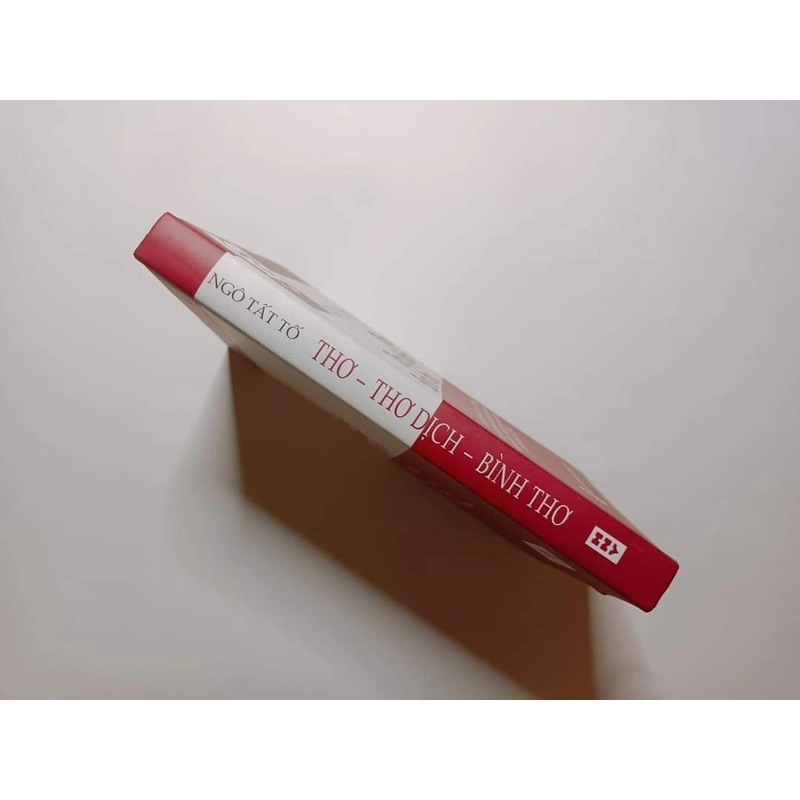 NGÔ TẤT TỐ
THƠ – THƠ DỊCH – BÌNH THƠ